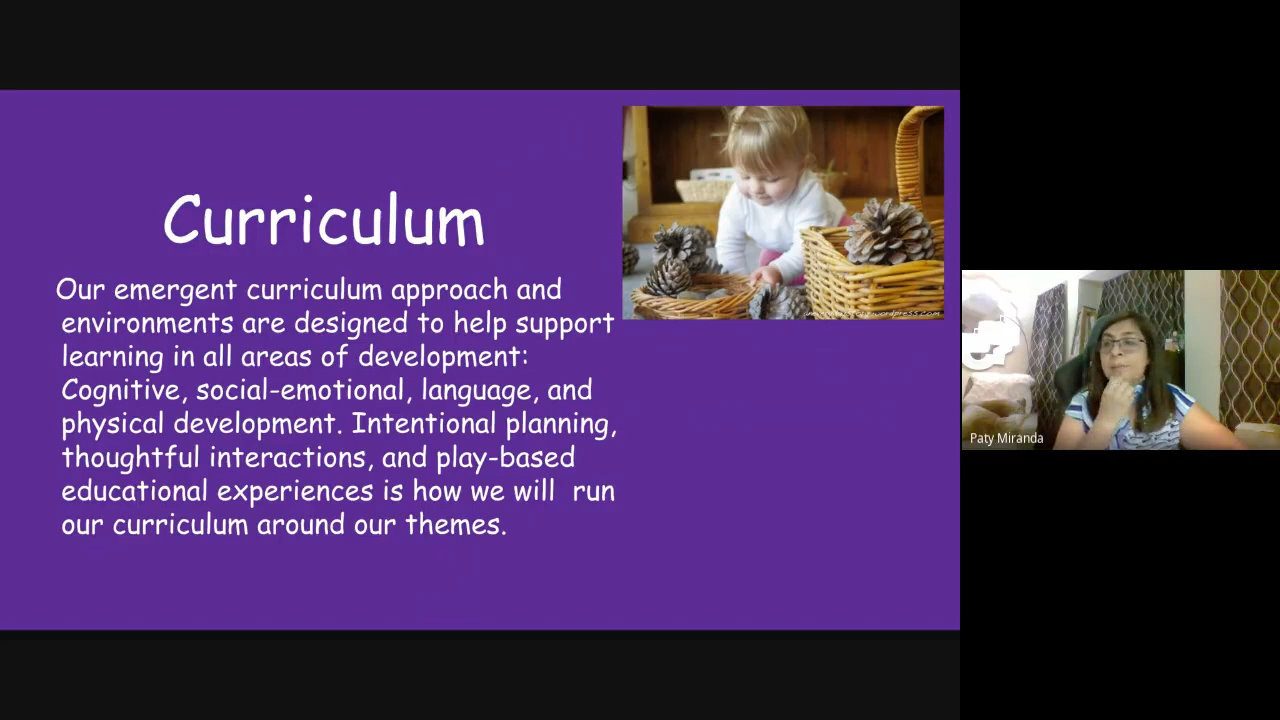 Curriculum
Our emergent curriculum approach and
environments are designed to help support
learning in all areas of development:
Cognitive, social-emotional, language, and
physical development. Intentional planning,
thoughtful interactions, and play-based
educational experiences is how we will  run
our curriculum around our themes.
Paty Miranda